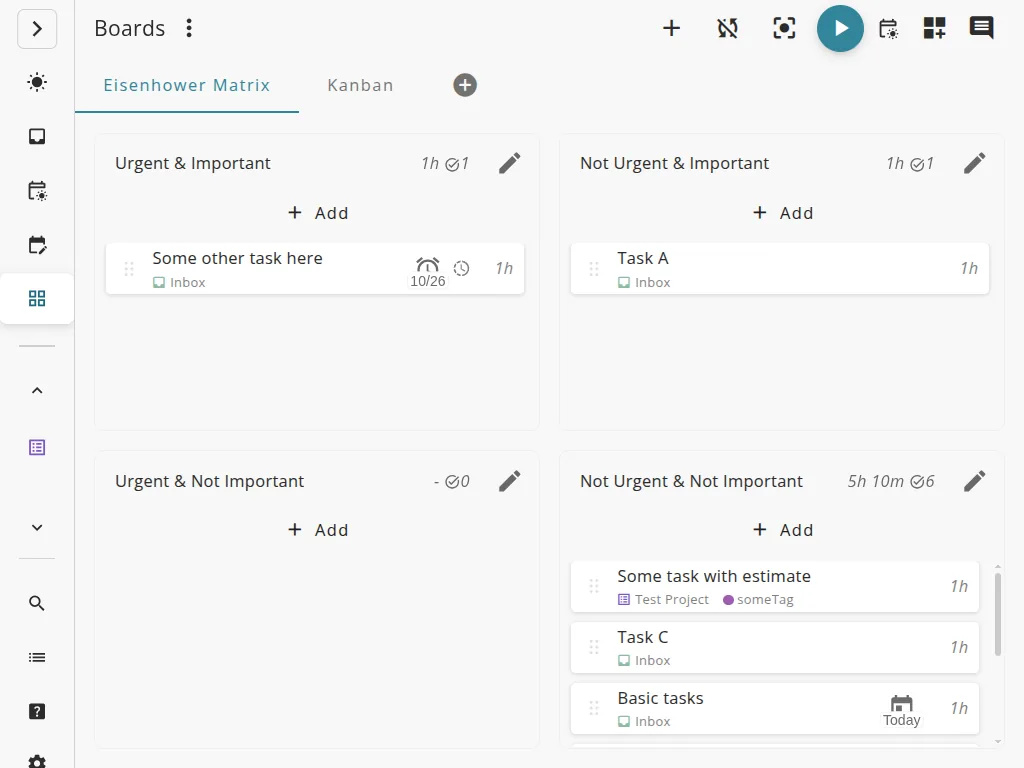 Boards
Eisenhower Matrix
Kanban
Urgent & Important
1h 1
Add
Some other task here
Inbox
10/26
1h
Not Urgent & Important
1h 1
Add
Task A
Inbox
1h
Urgent & Not Important
- 0
Add
Not Urgent & Not Important
5h 10m 6
Add
Some task with estimate
Test Project someTag
1h
Task C
Inbox
1h
Basic tasks
Inbox
Today
1h